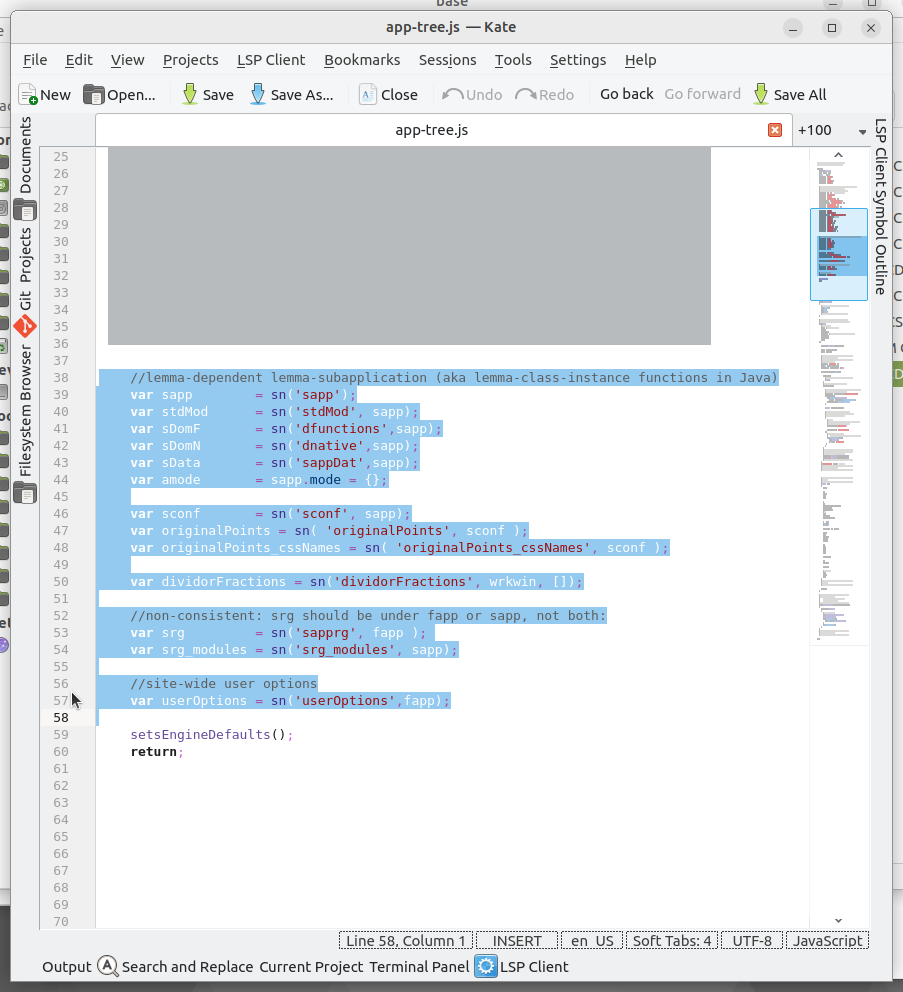 base
app-tree.js — Kate
File Edit View Projects LSP Client Bookmarks Sessions Tools Settings Help
New Open... Save Save As... Close Undo Redo Go back Go forward Save All
app-tree.js +100
Documents
Projects
Git
Filesystem Browser
LSP Client Symbol Outline
25
26
27
28
29
30
31
32
33
34
35
36
37
38 //lemma-dependent lemma-subapplication (aka lemma-class-instance functions in Java)
39 var sapp = sn('sapp');
40 var stdMod = sn('stdMod', sapp);
41 var sDomF = sn('dfunctions',sapp);
42 var sDomN = sn('dnative',sapp);
43 var sData = sn('sappDat',sapp);
44 var amode = sapp.mode = {};
45
46 var sconf = sn('sconf', sapp);
47 var originalPoints = sn( 'originalPoints', sconf );
48 var originalPoints_cssNames = sn( 'originalPoints_cssNames', sconf );
49
50 var dividorFractions = sn('dividorFractions', wrkwin, []);
51
52 //non-consistent: srg should be under fapp or sapp, not both:
53 var srg = sn('sapprg', fapp );
54 var srg_modules = sn('srg_modules', sapp);
55
56 //site-wide user options
57 var userOptions = sn('userOptions',fapp);
58
59 setsEngineDefaults();
60 return;
61
62
63
64
65
66
67
68
69
70
Line 58, Column 1 INSERT en_US Soft Tabs: 4 UTF-8 JavaScript
Output Search and Replace Current Project Terminal Panel LSP Client